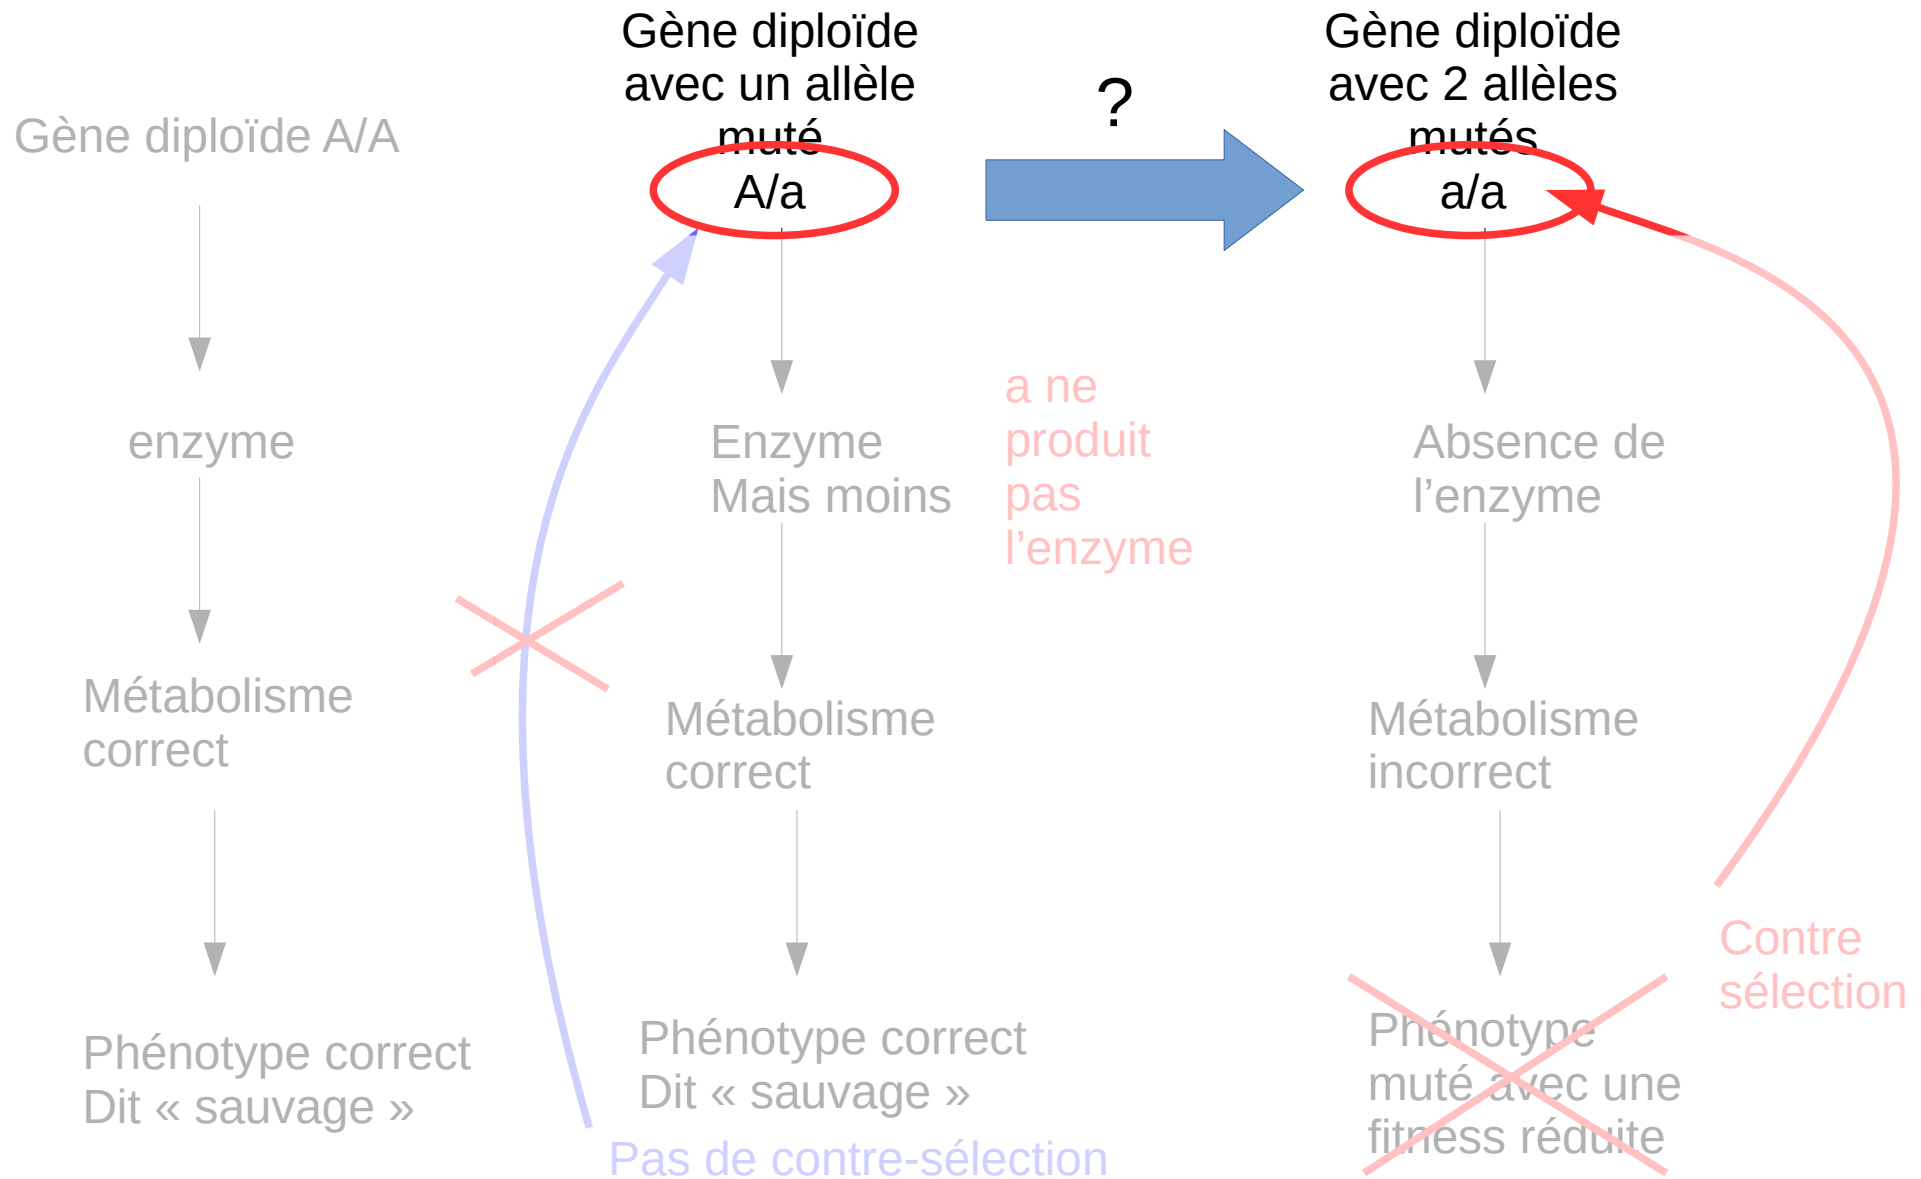 Gène diploïde A/A
enzyme
Métabolisme
correct
Phénotype correct
Dit « sauvage »
Gène diploïde
avec un allèle
muté
A/a
Enzyme
Mais moins
Métabolisme
correct
Phénotype correct
Dit « sauvage »
Pas de contre-sélection
?
a ne
produit
pas
l’enzyme
Gène diploïde
avec 2 allèles
mutés
a/a
Absence de
l’enzyme
Métabolisme
incorrect
Phénotype
muté avec une
fitness réduite
Contre
sélection